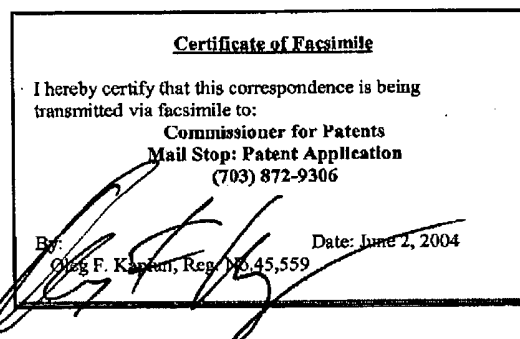 Certificate of Facsimile
I hereby certify that this correspondence is being
transmitted via facsimile to:
Commissioner for Patents
Mail Stop: Patent Application
(703) 872-9306
By: Date: June 2, 2004
Oleg F. Kaplun, Reg. No.45,559